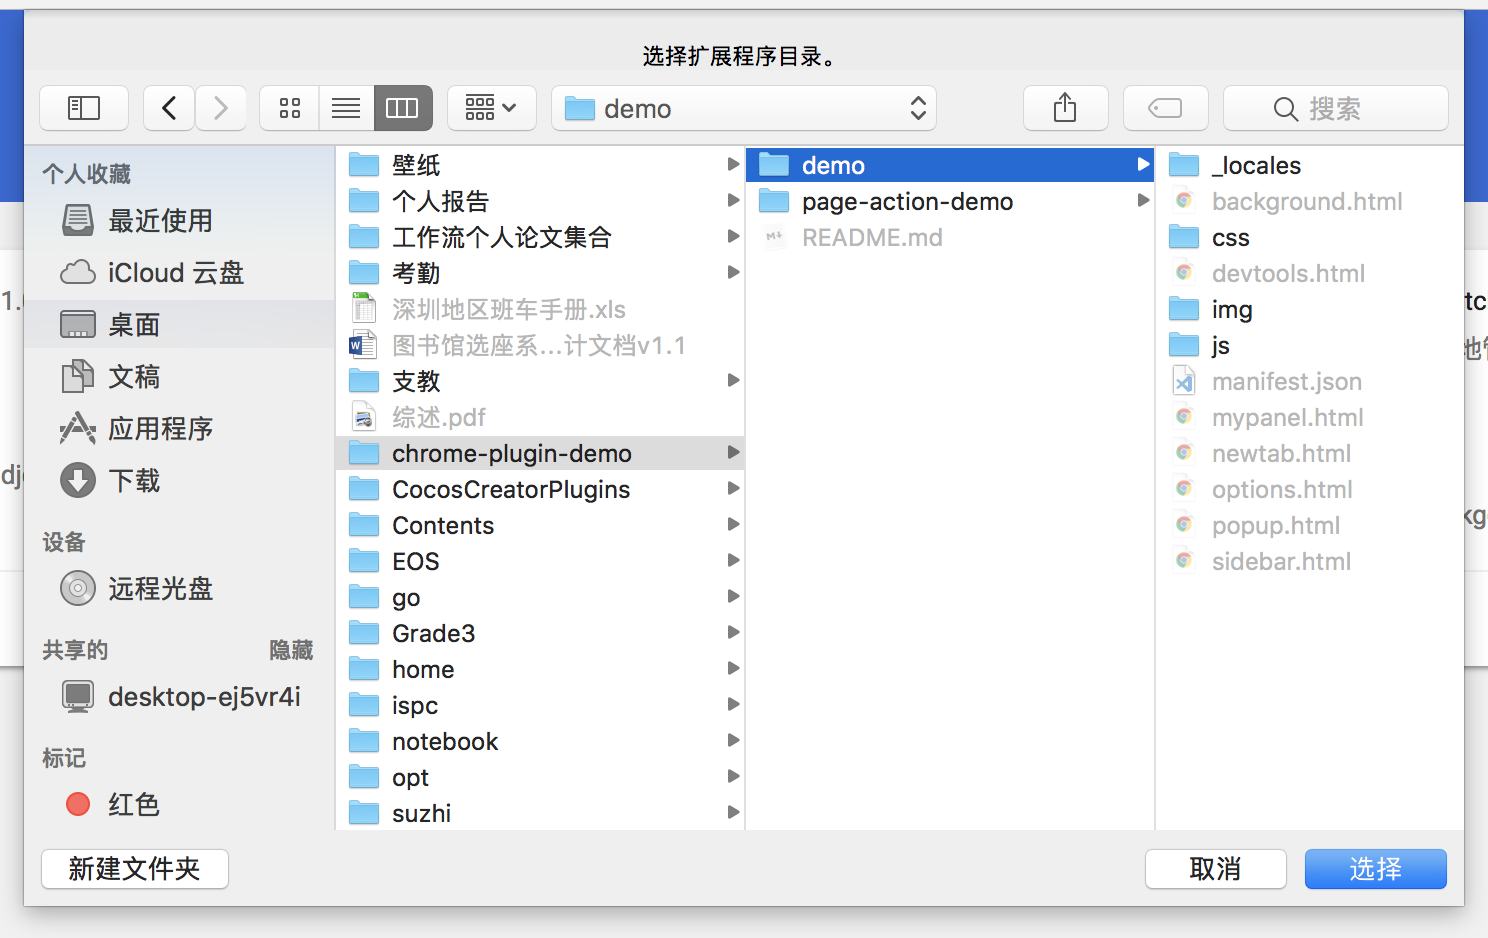 选择扩展程序目录。
demo
搜索
个人收藏
最近使用
iCloud 云盘
桌面
文稿
应用程序
下载
设备
远程光盘
共享的
隐藏
desktop-ej5vr4i
标记
红色
壁纸
个人报告
工作流个人论文集合
考勤
深圳地区班车手册.xls
图书馆选座系...计文档v1.1
支教
综述.pdf
chrome-plugin-demo
CocosCreatorPlugins
Contents
EOS
go
Grade3
home
ispc
notebook
opt
suzhi
demo
page-action-demo
README.md
_locales
background.html
css
devtools.html
img
js
manifest.json
mypanel.html
newtab.html
options.html
popup.html
sidebar.html
新建文件夹
取消
选择